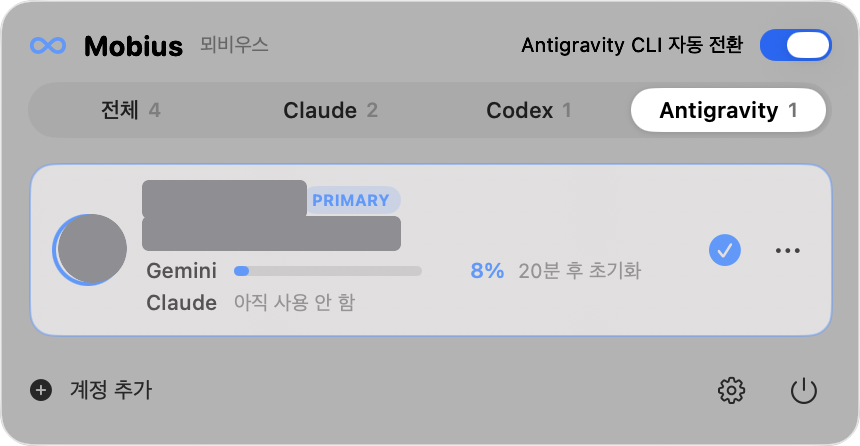 Mobius 뫼비우스 Antigravity CLI 자동 전환
전체 4 Claude 2 Codex 1 Antigravity 1
PRIMARY
Gemini 8% 20분 후 초기화
Claude 아직 사용 안 함
계정 추가